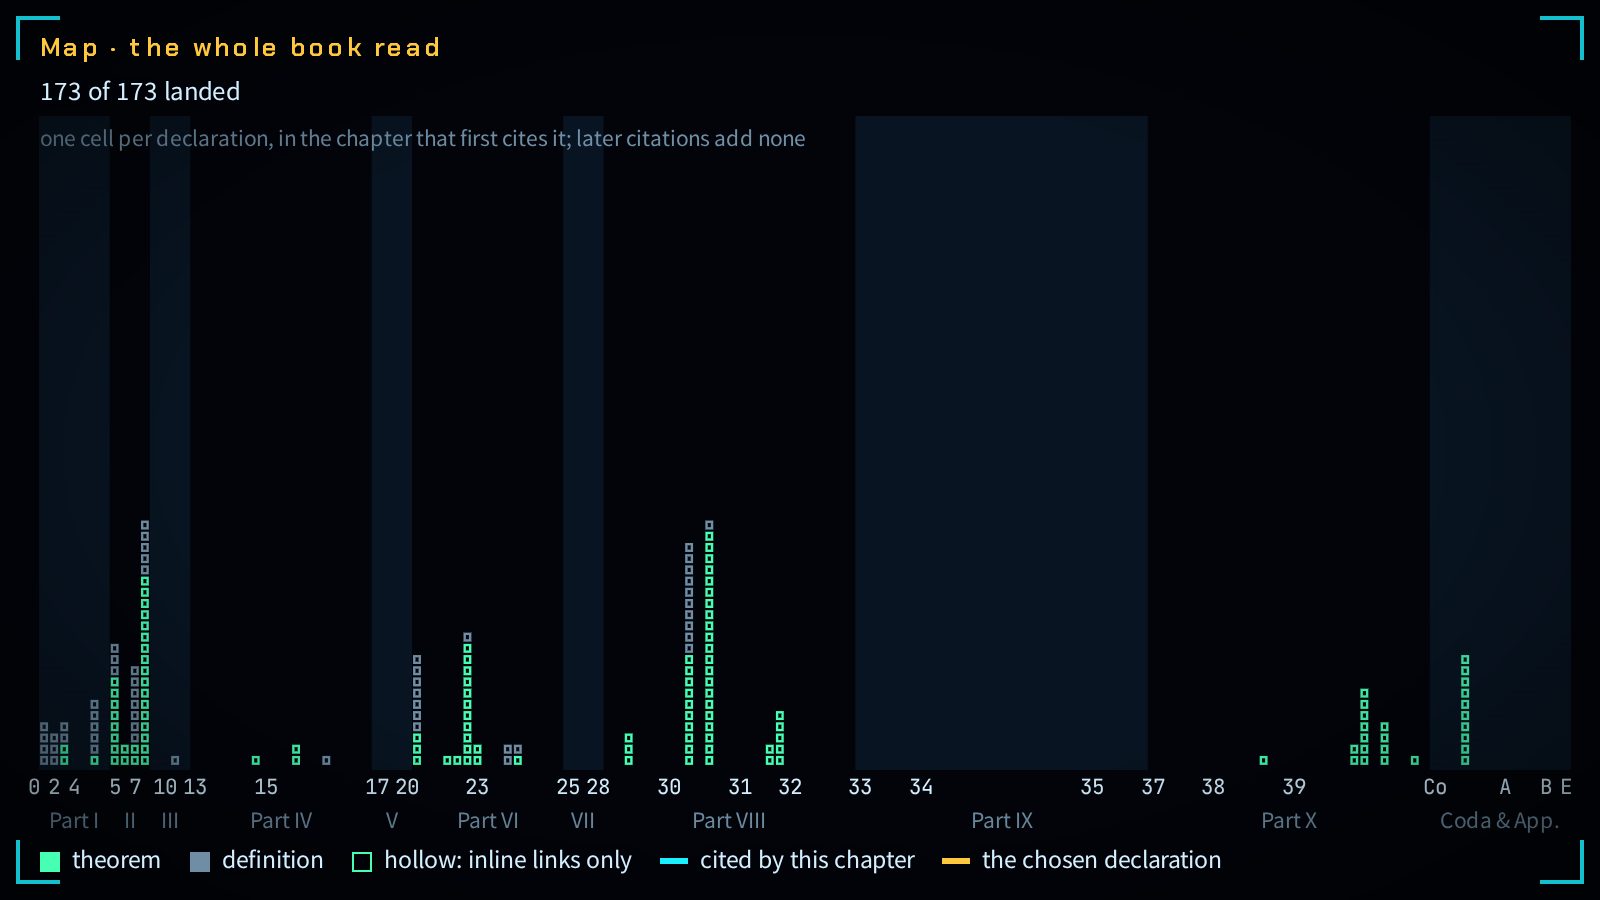 Map · the whole book read
173 of 173 landed
one cell per declaration, in the chapter that first cites it; later citations add none
0 2 4 5 7 10 13 15 17 20 23 25 28 30 31 32 33 34 35 37 38 39 Co A B E
Part I II III Part IV V Part VI VII Part VIII Part IX Part X Coda & App.
theorem definition hollow: inline links only cited by this chapter the chosen declaration